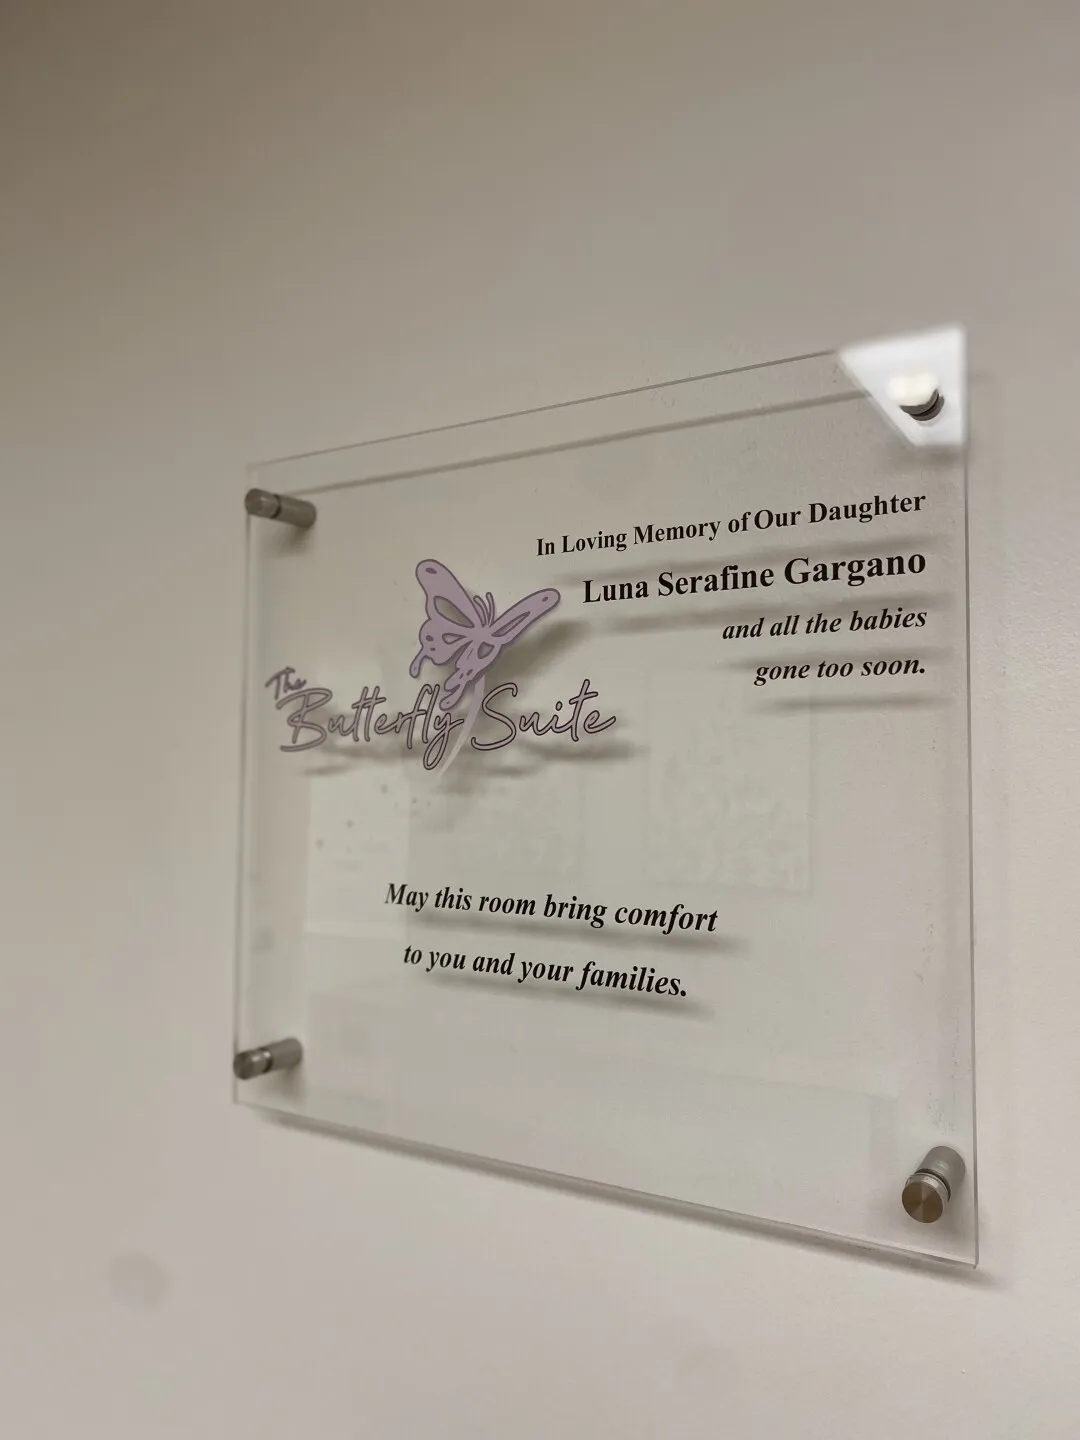 In Loving Memory of Our Daughter
Luna Serafine Gargano
and all the babies
gone too soon.
The
Butterfly Suite
May this room bring comfort
to you and your families.